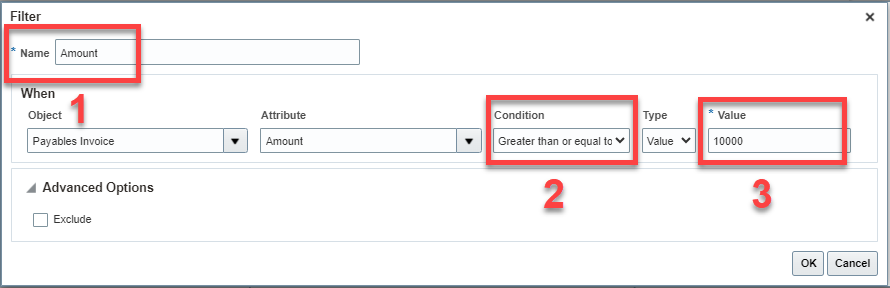 Filter
* Name Amount
When
1
Object Attribute Condition Type * Value
Payables Invoice Amount Greater than or equal to Value 10000
2 3
Advanced Options
Exclude
OK Cancel